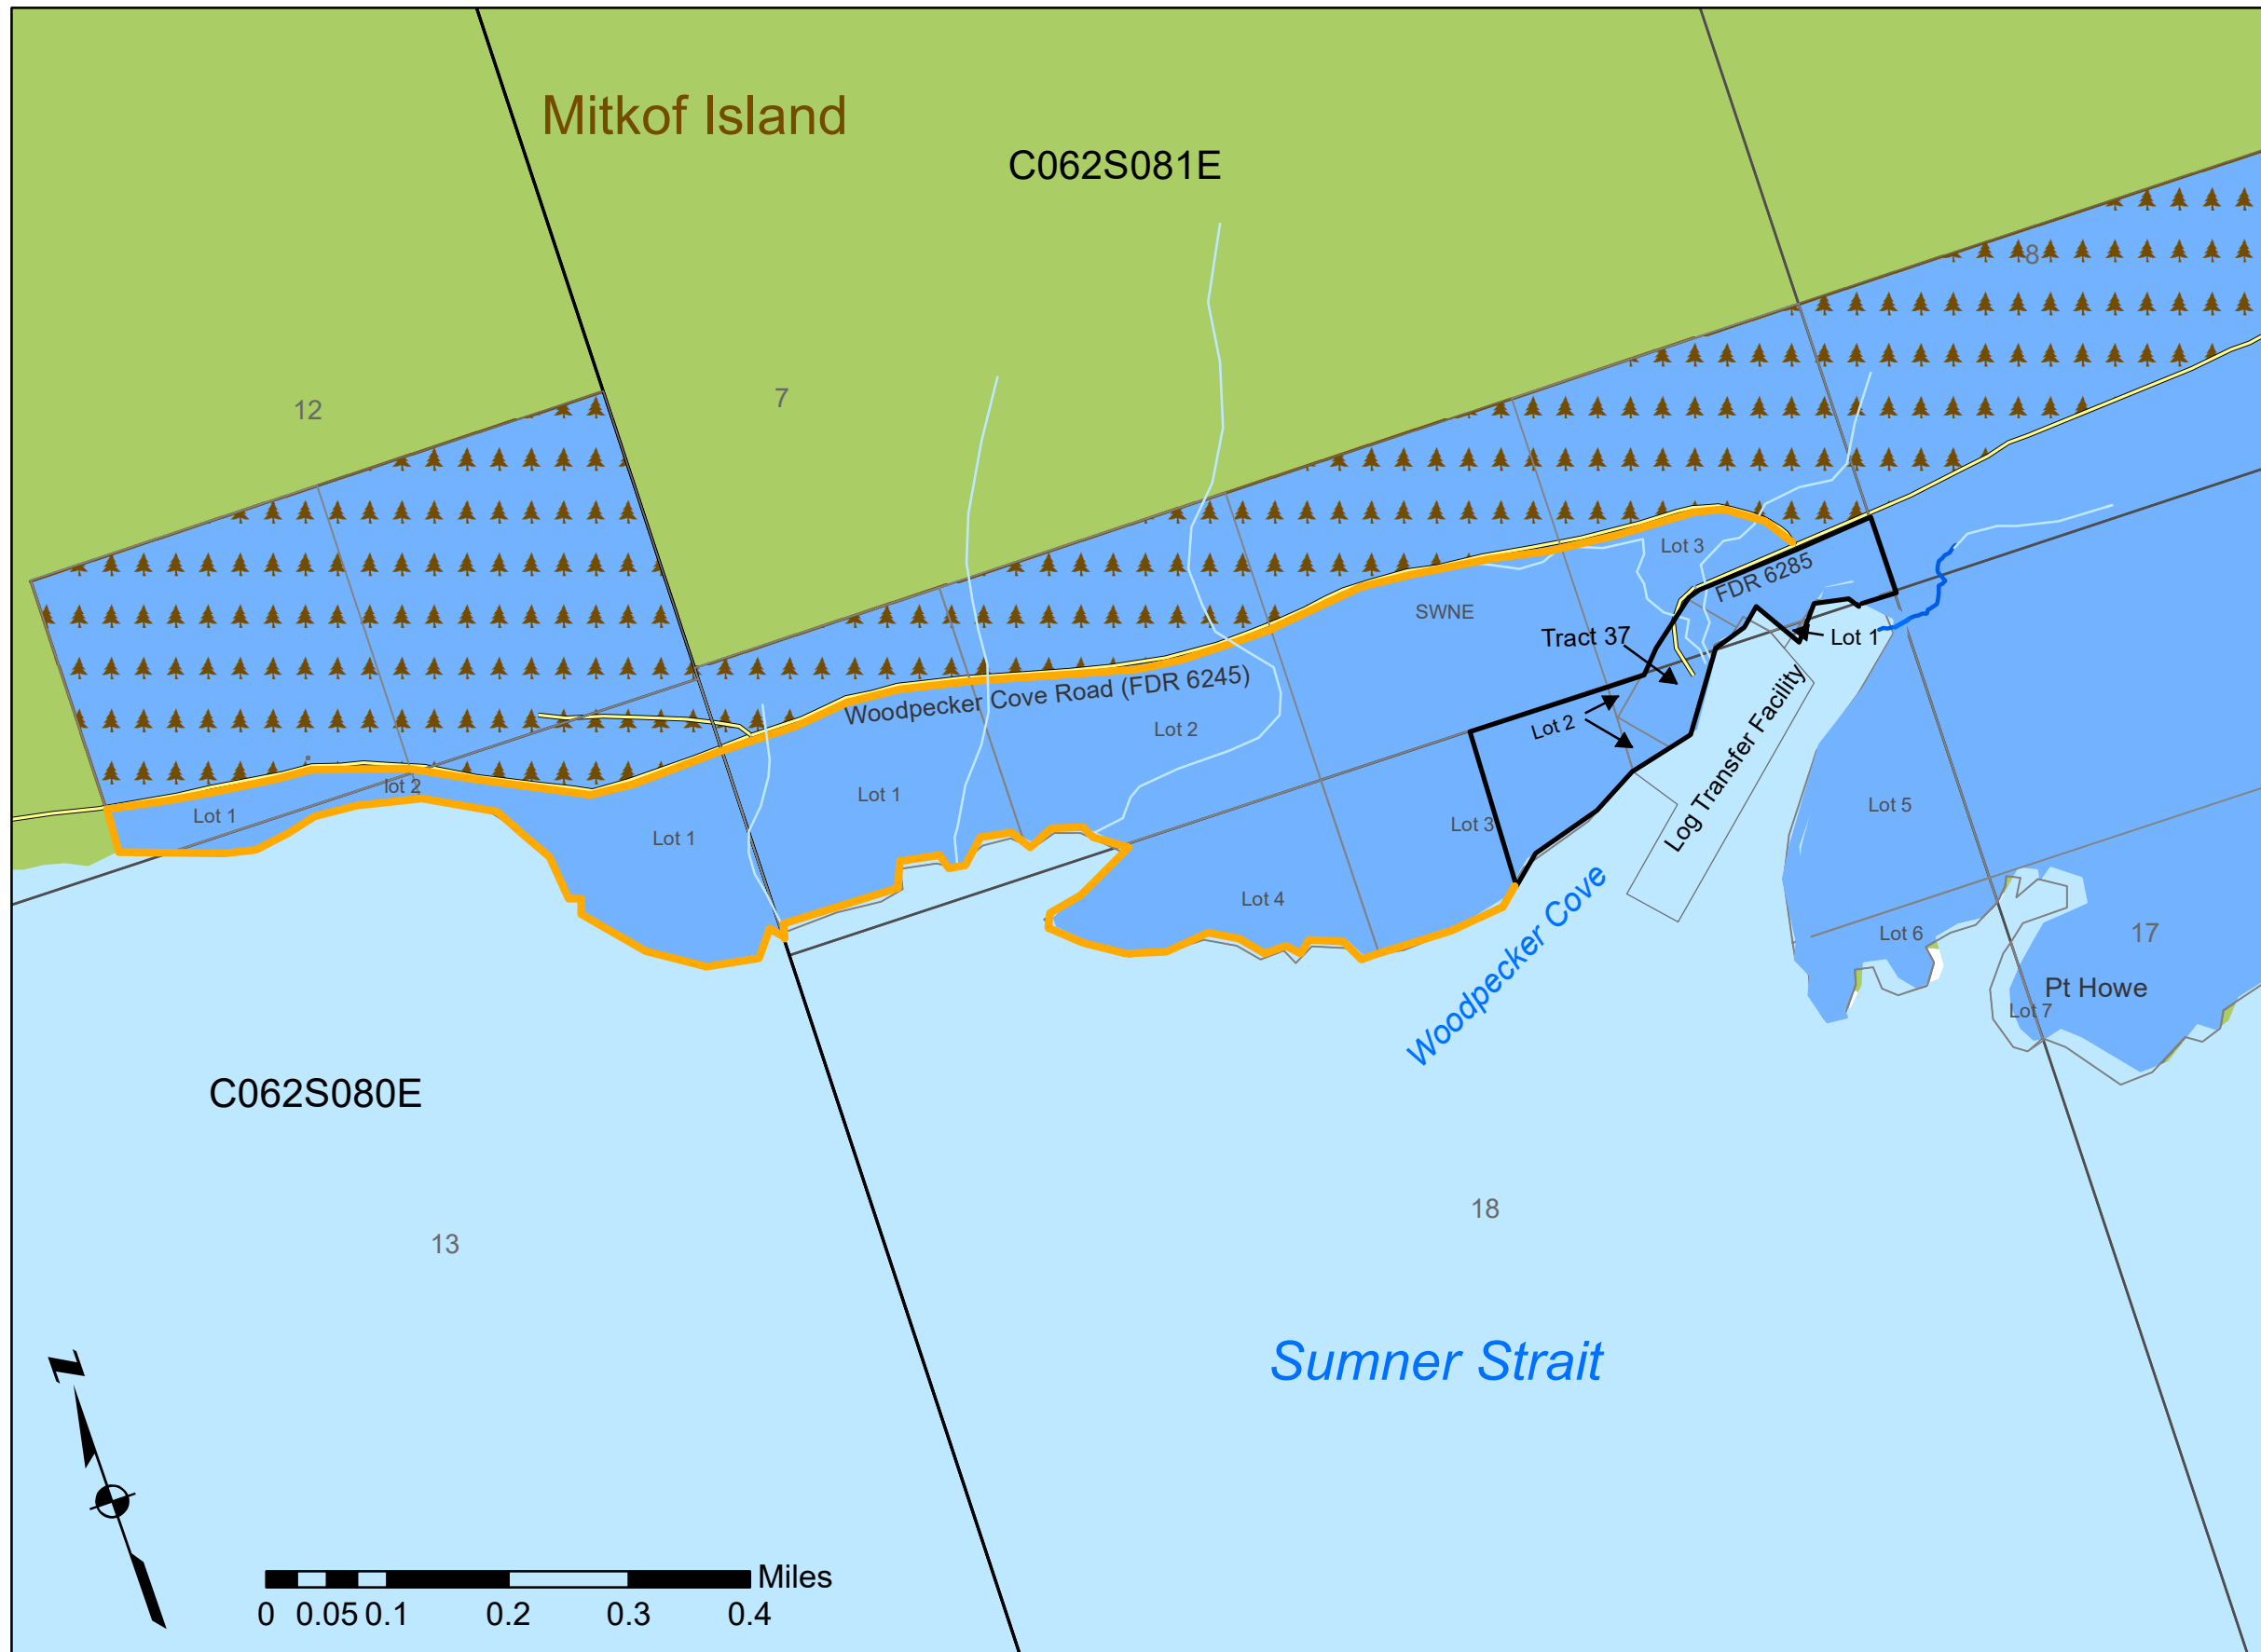 Mitkof Island
C062S081E
8
7
12
Lot 3
FDR 6285
SWNE
Tract 37
Lot 1
Woodpecker Cove Road (FDR 6245)
Lot 2
Lot 2
Log Transfer Facility
lot 2
Lot 1
Lot 1
Lot 1
Lot 3
Lot 5
Lot 4
Woodpecker Cove
Lot 6
17
Pt Howe
Lot 7
C062S080E
18
13
Sumner Strait
N
Miles
0 0.05 0.1 0.2 0.3 0.4